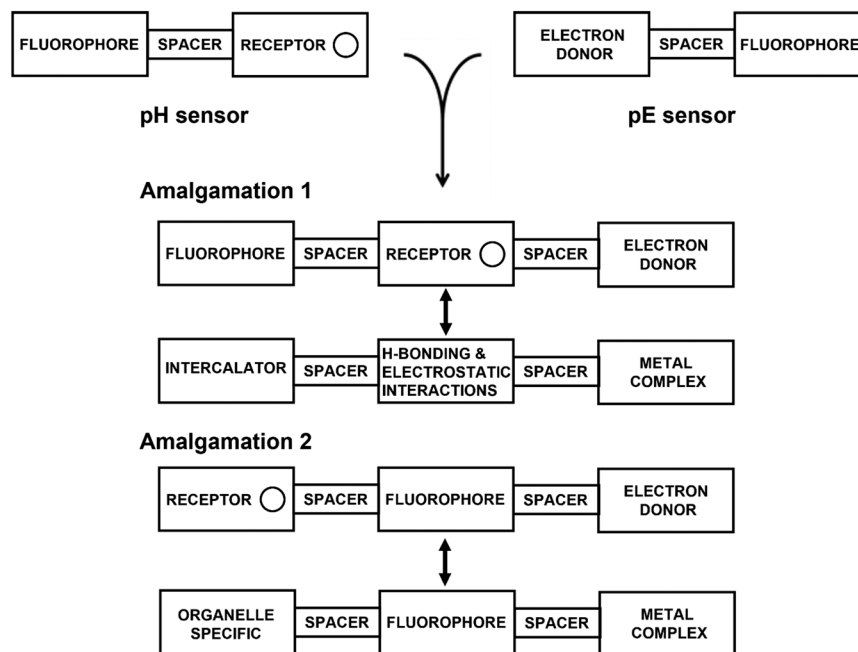 FLUOROPHORE SPACER RECEPTOR
ELECTRON
DONOR
SPACER
FLUOROPHORE
pH sensor
pE sensor
Amalgamation 1
FLUOROPHORE SPACER RECEPTOR SPACER
ELECTRON
DONOR
INTERCALATOR SPACER
H-BONDING &
ELECTROSTATIC
INTERACTIONS
SPACER
METAL
COMPLEX
Amalgamation 2
RECEPTOR SPACER FLUOROPHORE SPACER
ELECTRON
DONOR
ORGANELLE
SPECIFIC
SPACER FLUOROPHORE SPACER
METAL
COMPLEX